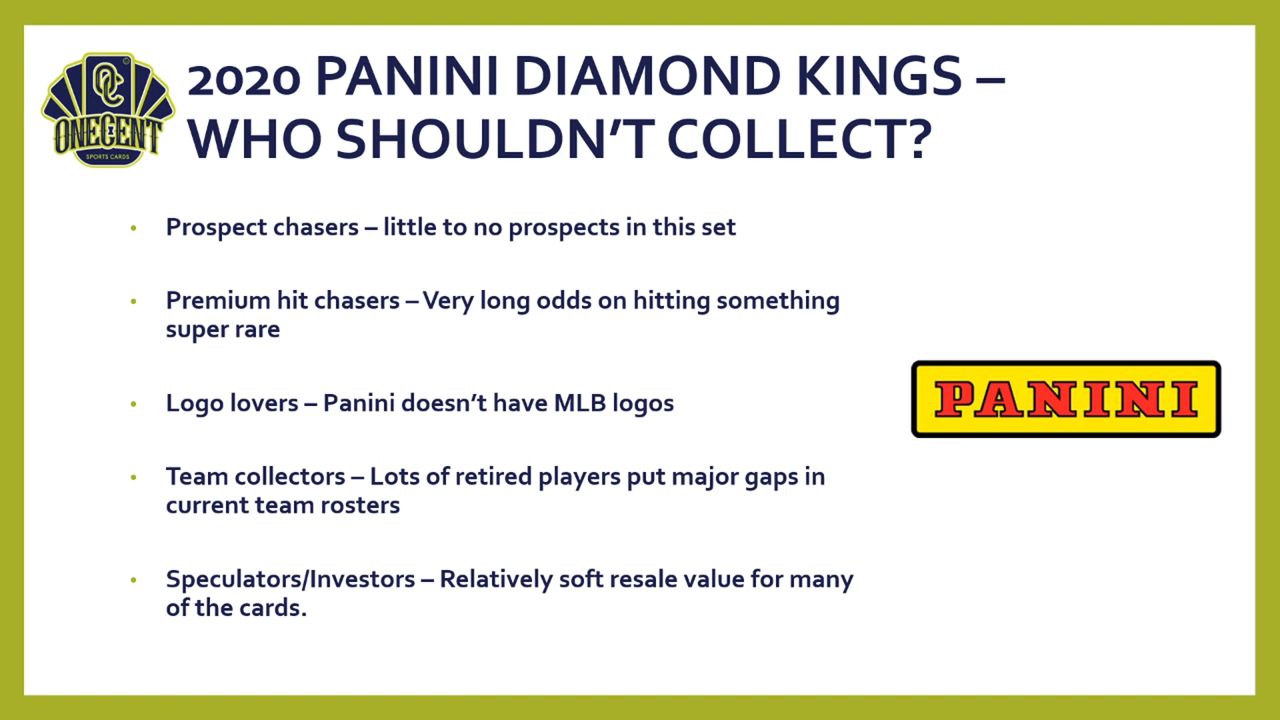 2020 PANINI DIAMOND KINGS –
WHO SHOULDN'T COLLECT?
OC
ONECENT
SPORTS CARDS
• Prospect chasers – little to no prospects in this set
• Premium hit chasers – Very long odds on hitting something
super rare
• Logo lovers – Panini doesn't have MLB logos
• Team collectors – Lots of retired players put major gaps in
current team rosters
• Speculators/Investors – Relatively soft resale value for many
of the cards.
PANINI